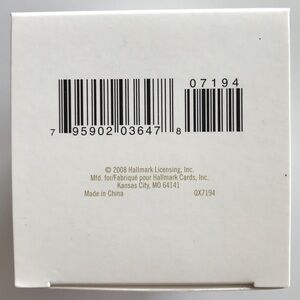 07194
7 95902 03647 8
© 2008 Hallmark Licensing, Inc.
Mfd. for/Fabriqué pour Hallmark Cards, Inc.
Kansas City, MO 64141
Made in China QX7194